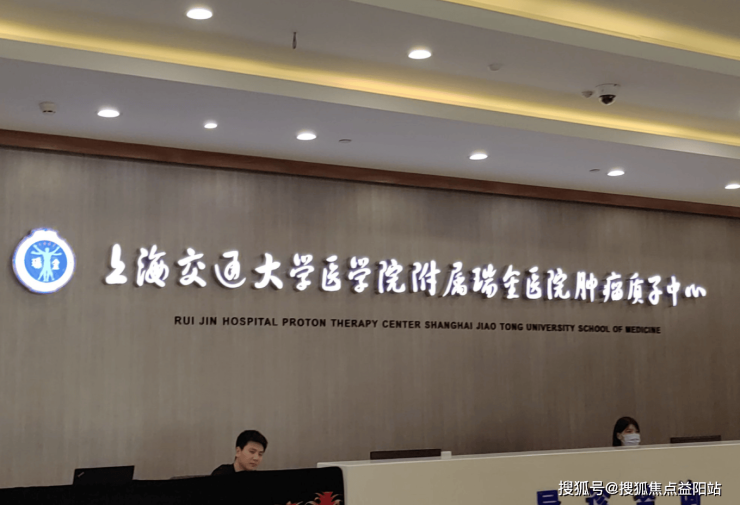 上海交通大学医学院附属瑞金医院肿瘤质子中心
RUI JIN HOSPITAL PROTON THERAPY CENTER SHANGHAI JIAO TONG UNIVERSITY SCHOOL OF MEDICINE
搜狐号@搜狐焦点益阳站